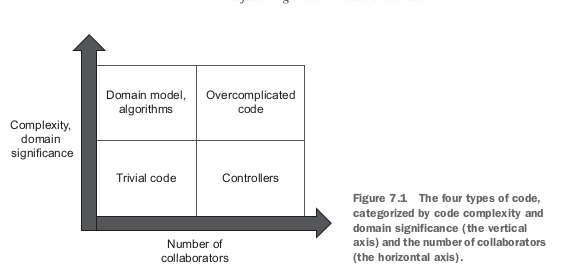 Complexity,
domain
significance
Domain model,
algorithms
Overcomplicated
code
Trivial code
Controllers
Number of
collaborators
Figure 7.1 The four types of code,
categorized by code complexity and
domain significance (the vertical
axis) and the number of collaborators
(the horizontal axis).